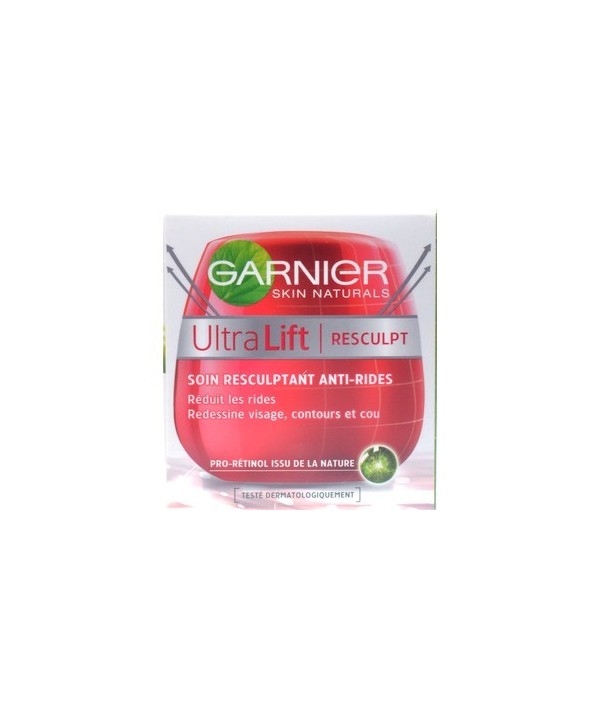 GARNIER
SKIN NATURALS
Ultra Lift | RESCULPT
SOIN RESCULPTANT ANTI-RIDES
Réduit les rides
Redessine visage, contours et cou
PRO-RÉTINOL ISSU DE LA NATURE
[TESTÉ DERMATOLOGIQUEMENT]